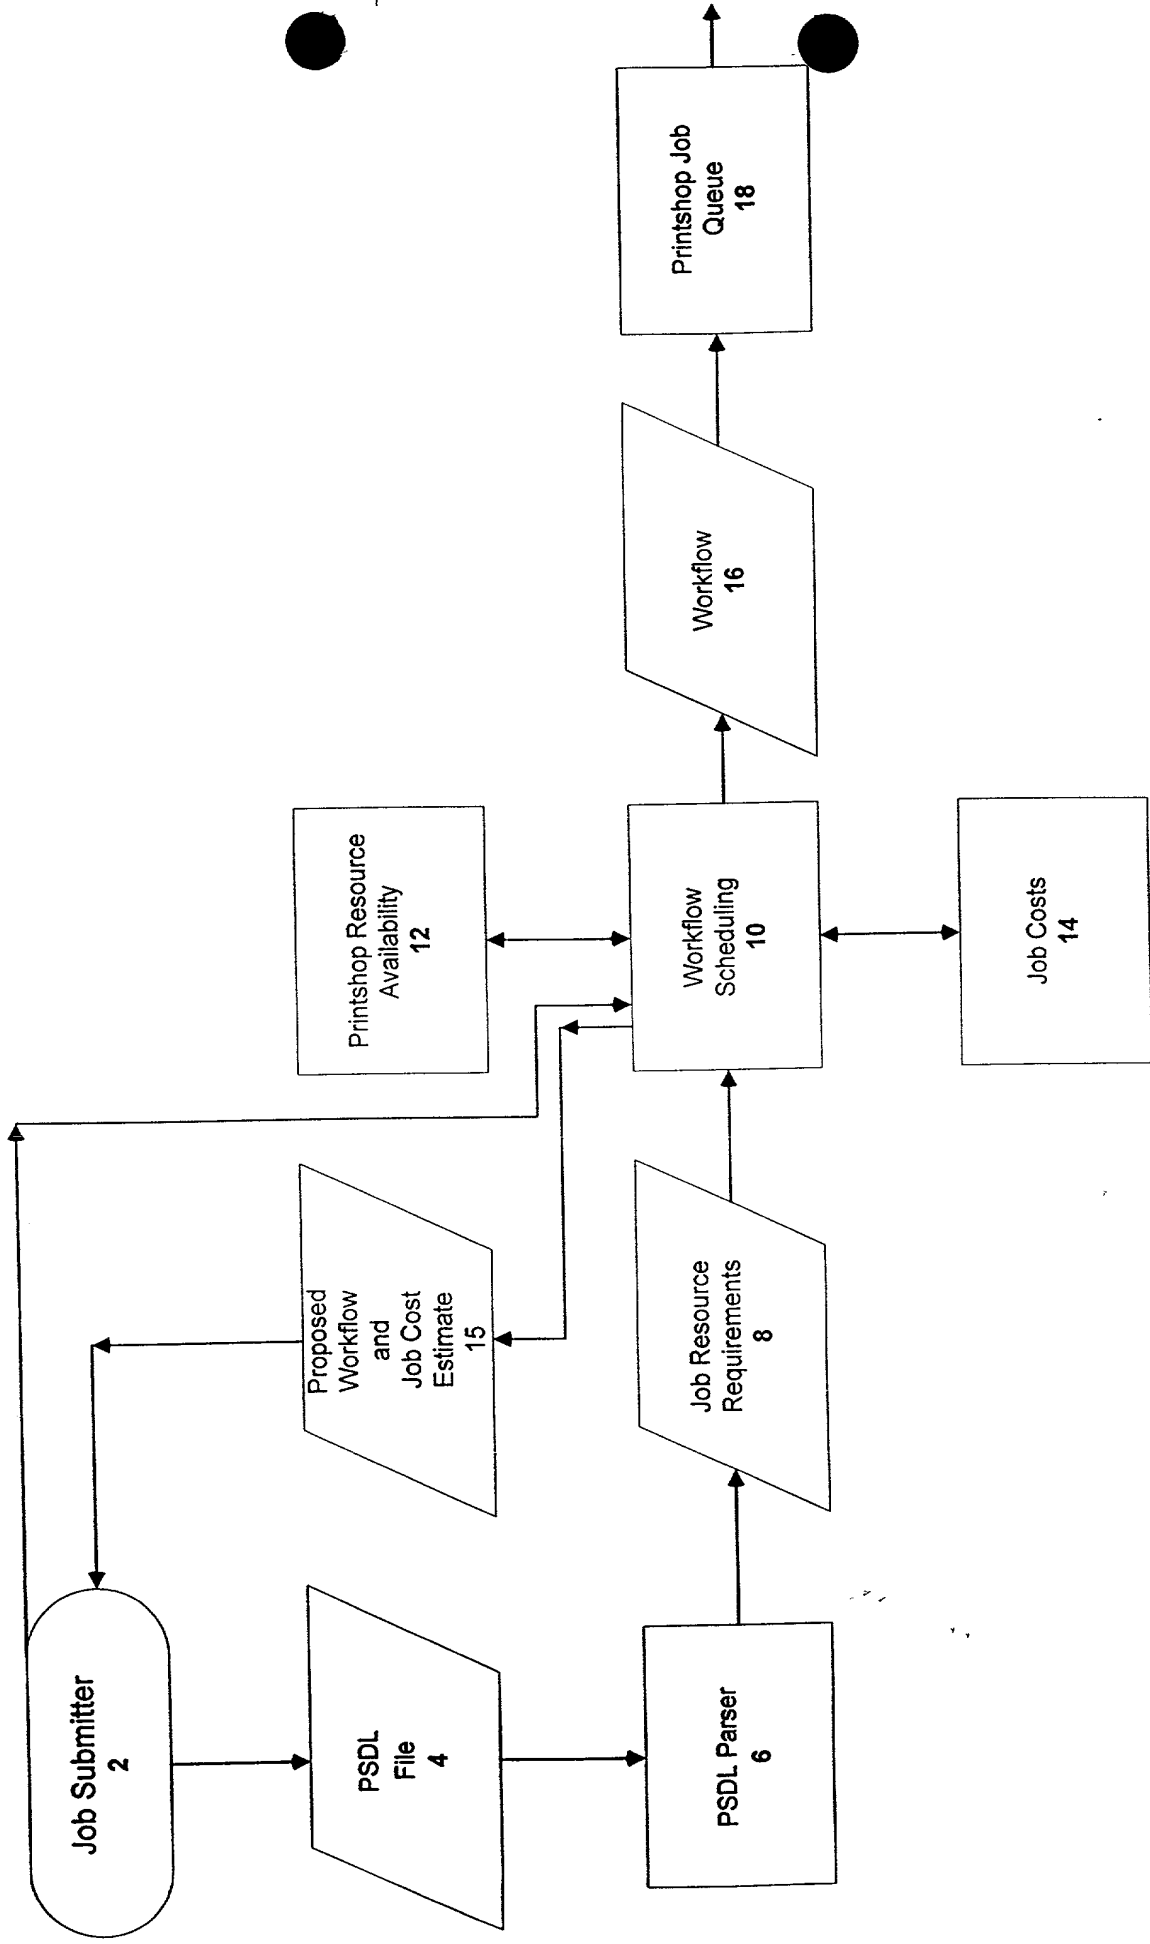 Job Submitter
2
PSDL
File
4
PSDL Parser
6
Proposed
Workflow
and
Job Cost
Estimate
15
Job Resource
Requirements
8
Printshop Resource
Availability
12
Workflow
Scheduling
10
Job Costs
14
Workflow
16
Printshop Job
Queue
18